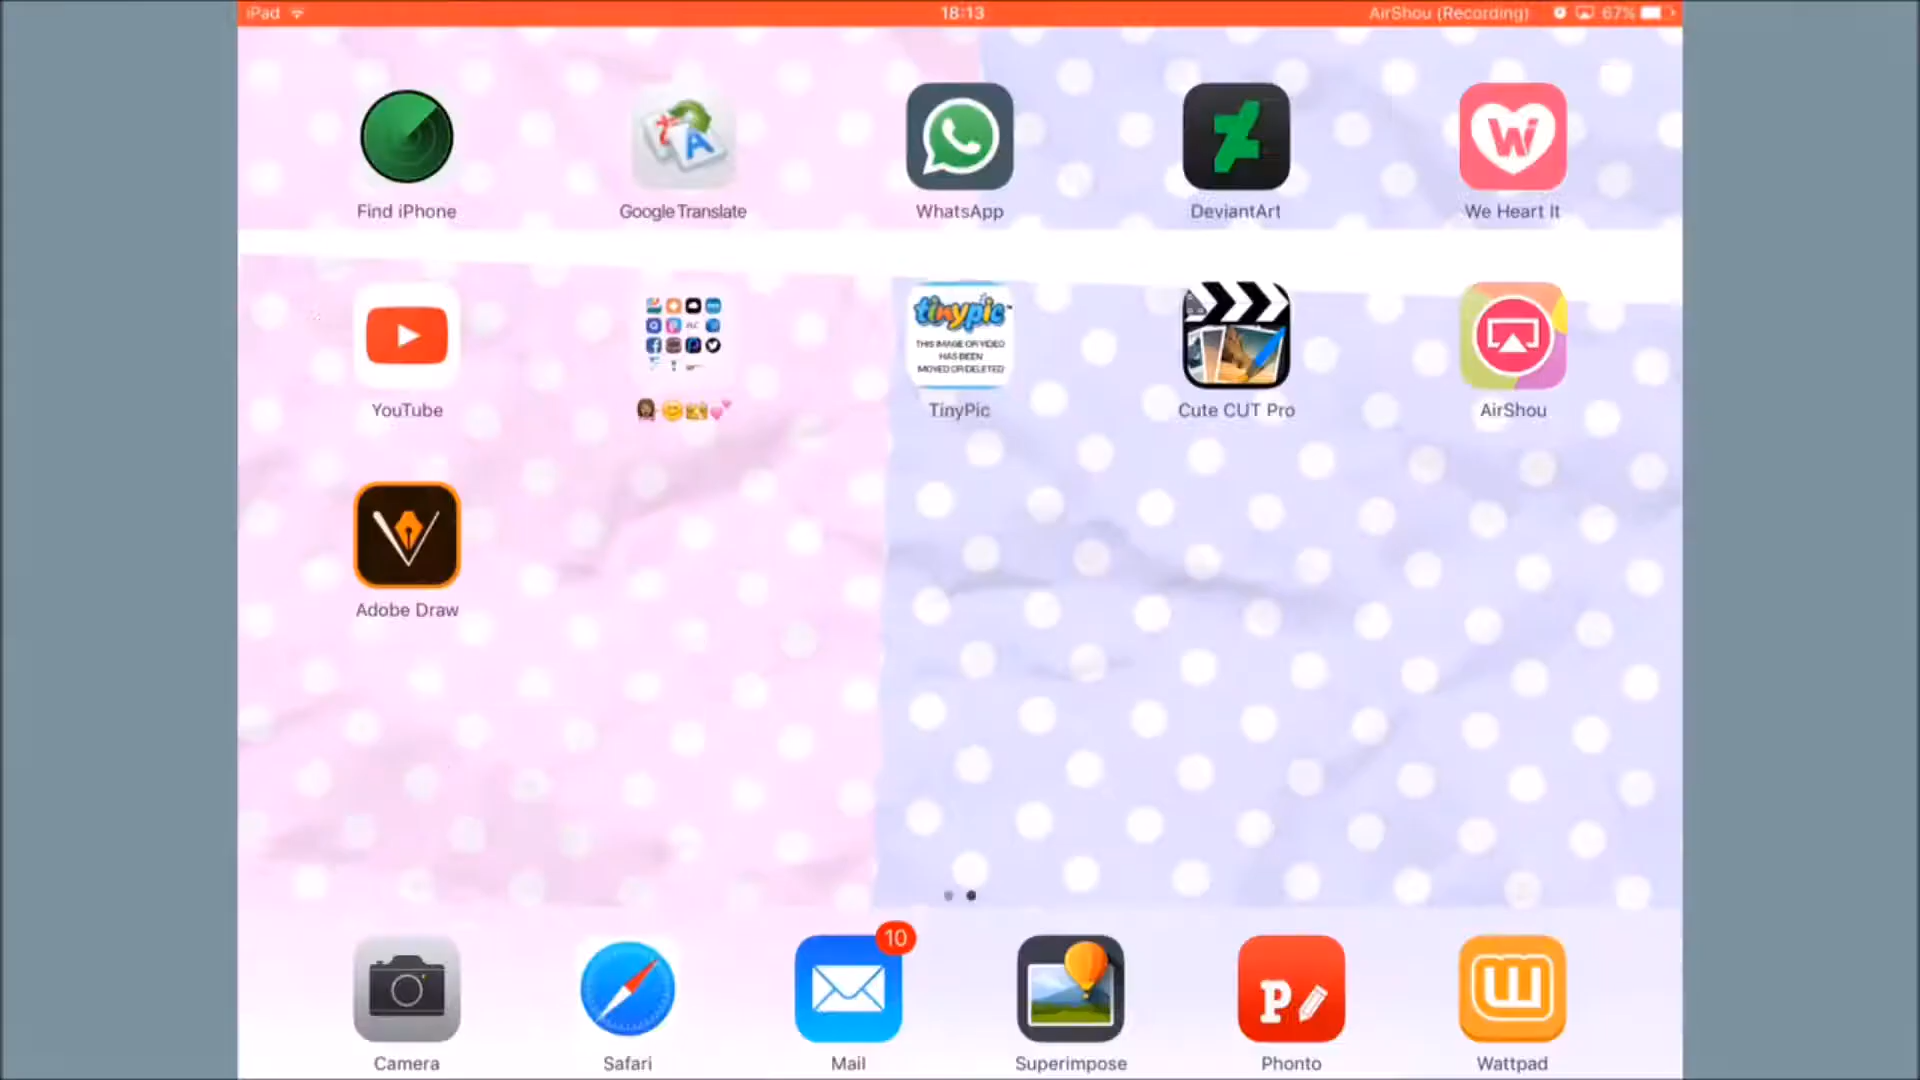 iPad 18:13 AirShou (Recording) 67%
Find iPhone Google Translate WhatsApp DeviantArt We Heart It
tinypic
THIS IMAGE OR VIDEO
HAS BEEN
MOVED OR DELETED
YouTube TinyPic Cute CUT Pro AirShou
Adobe Draw
10
Camera Safari Mail Superimpose Phonto Wattpad